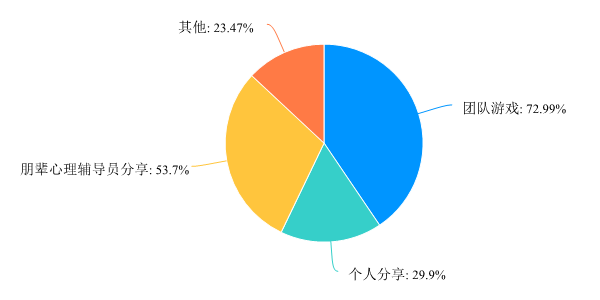 其他: 23.47%
团队游戏: 72.99%
朋辈心理辅导员分享: 53.7%
个人分享: 29.9%